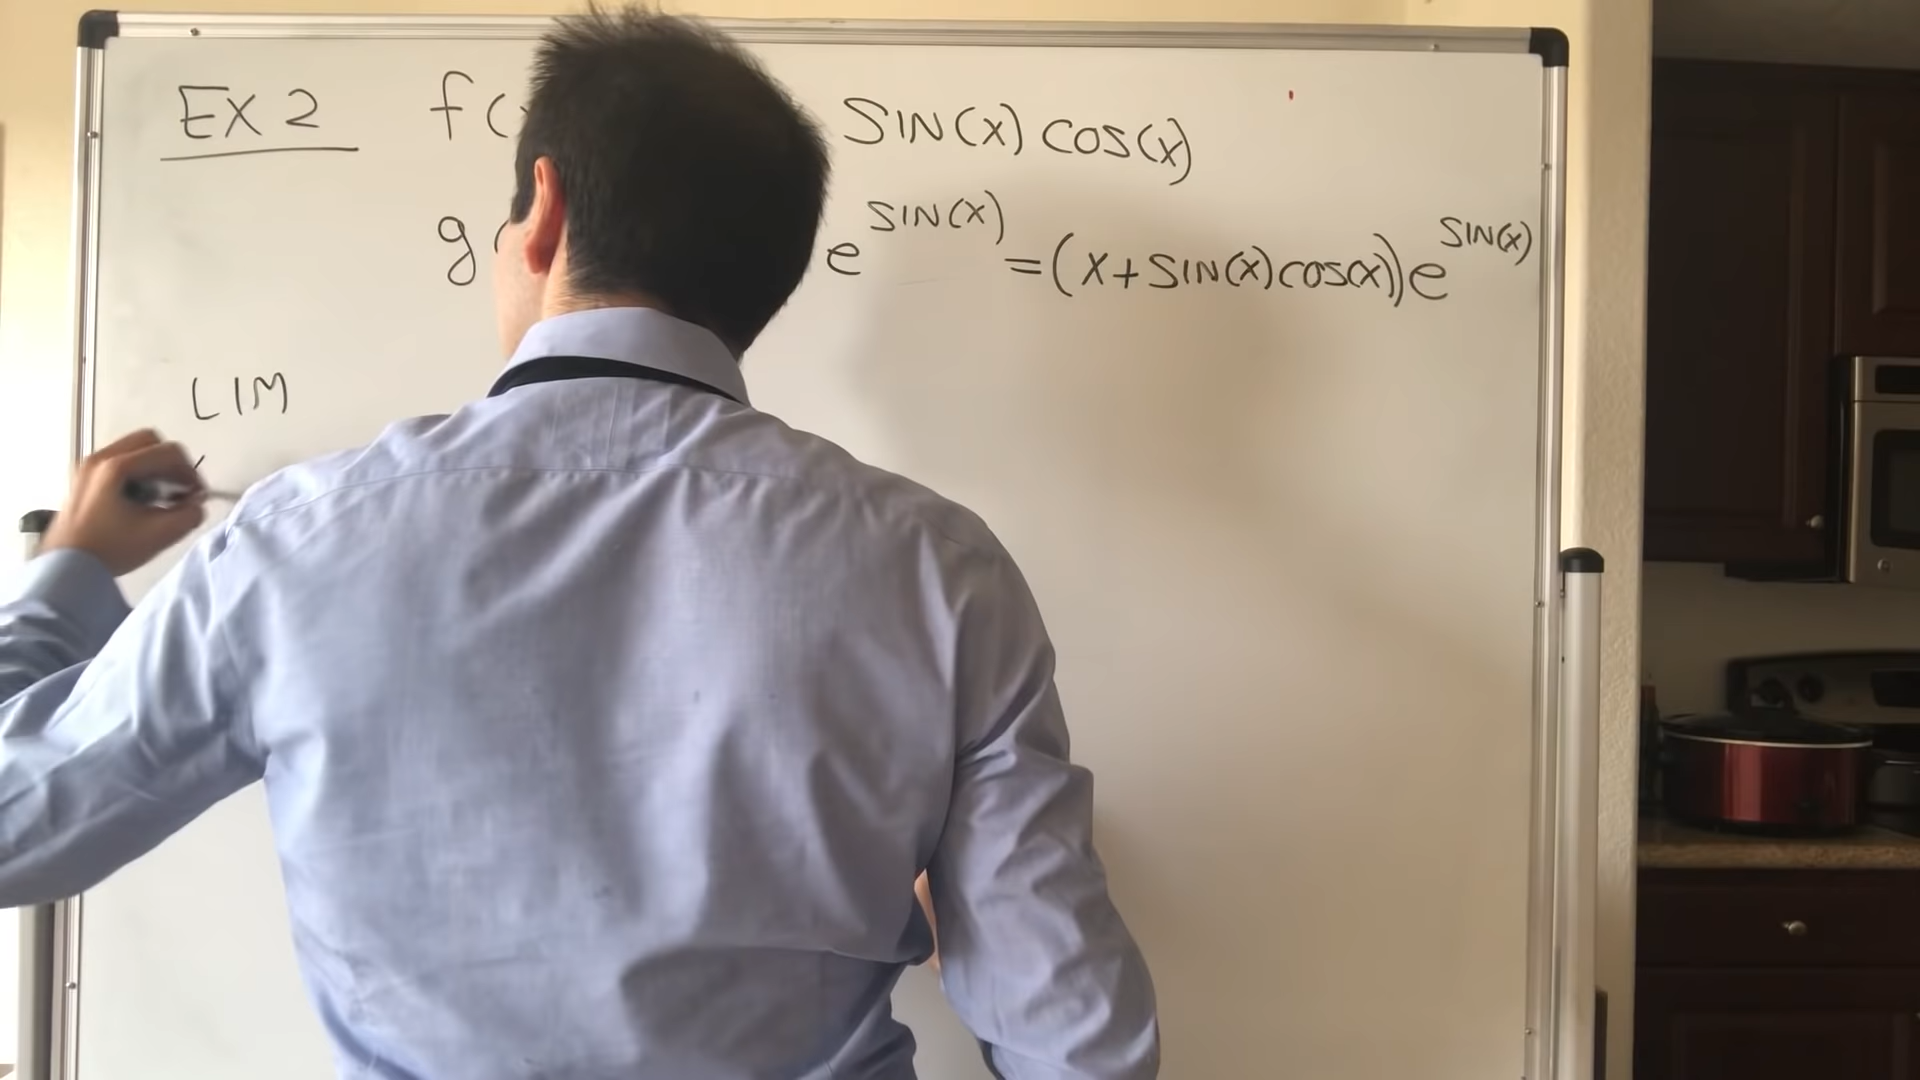 EX 2 f( SIN(x) COS(x)
g( e^SIN(x) =(x+SIN(x)COS(x))e^SIN(x)
LIM